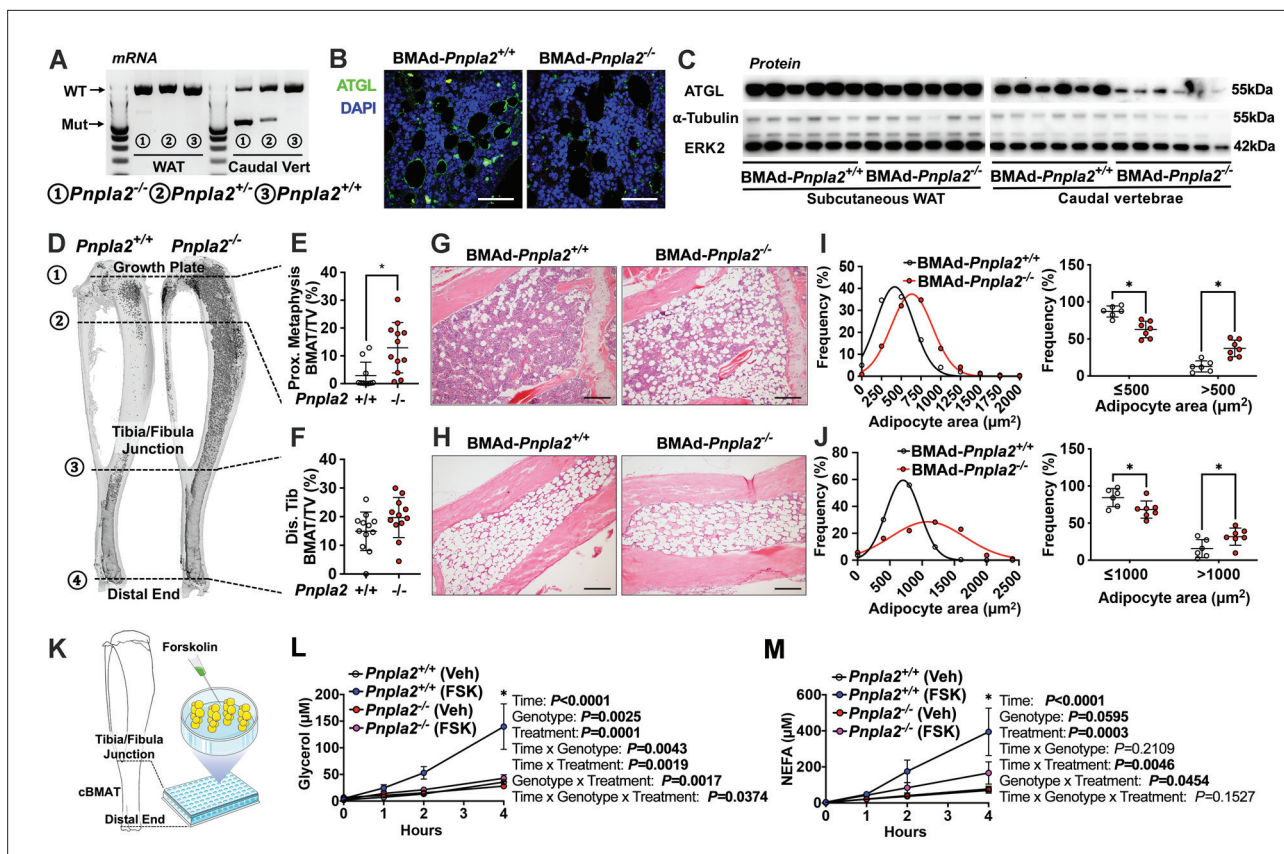 A
mRNA
WT
Mut
① ② ③ ① ② ③
WAT Caudal Vert
①Pnpla2-/- ②Pnpla2+/- ③Pnpla2+/+
B
BMAd-Pnpla2+/+ BMAd-Pnpla2-/-
ATGL
DAPI
C
Protein
ATGL 55kDa
α-Tubulin 55kDa
ERK2 42kDa
BMAd-Pnpla2+/+ BMAd-Pnpla2-/- BMAd-Pnpla2+/+ BMAd-Pnpla2-/-
Subcutaneous WAT Caudal vertebrae
D
Pnpla2+/+ Pnpla2-/-
① Growth Plate
②
Tibia/Fibula
Junction
③
④
Distal End
E
Prox. Metaphysis
BMAT/TV (%)
40
30
20
10
0
*
Pnpla2 +/+ -/-
F
Dis. Tib
BMAT/TV (%)
40
30
20
10
0
Pnpla2 +/+ -/-
G
BMAd-Pnpla2+/+ BMAd-Pnpla2-/-
H
BMAd-Pnpla2+/+ BMAd-Pnpla2-/-
I
BMAd-Pnpla2+/+
BMAd-Pnpla2-/-
Frequency (%)
50
40
30
20
10
0
0 250 500 750 1000 1250 1500 1750 2000
Adipocyte area (µm2)
Frequency (%)
150
100
50
0
* *
≤500 >500
Adipocyte area (µm2)
J
BMAd-Pnpla2+/+
BMAd-Pnpla2-/-
Frequency (%)
80
60
40
20
0
0 500 1000 1500 2000 2500
Adipocyte area (µm2)
Frequency (%)
150
100
50
0
* *
≤1000 >1000
Adipocyte area (µm2)
K
Forskolin
Tibia/Fibula
Junction
cBMAT
Distal End
L
Pnpla2+/+ (Veh)
Pnpla2+/+ (FSK)
Pnpla2-/- (Veh)
Pnpla2-/- (FSK)
Glycerol (µM)
200
150
100
50
0
0 1 2 3 4
Hours
*
Time: P<0.0001
Genotype: P=0.0025
Treatment: P=0.0001
Time x Genotype: P=0.0043
Time x Treatment: P=0.0019
Genotype x Treatment: P=0.0017
Time x Genotype x Treatment: P=0.0374
M
Pnpla2+/+ (Veh)
Pnpla2+/+ (FSK)
Pnpla2-/- (Veh)
Pnpla2-/- (FSK)
NEFA (µM)
600
400
200
0
0 1 2 3 4
Hours
*
Time: P<0.0001
Genotype: P=0.0595
Treatment: P=0.0003
Time x Genotype: P=0.2109
Time x Treatment: P=0.0046
Genotype x Treatment: P=0.0454
Time x Genotype x Treatment: P=0.1527